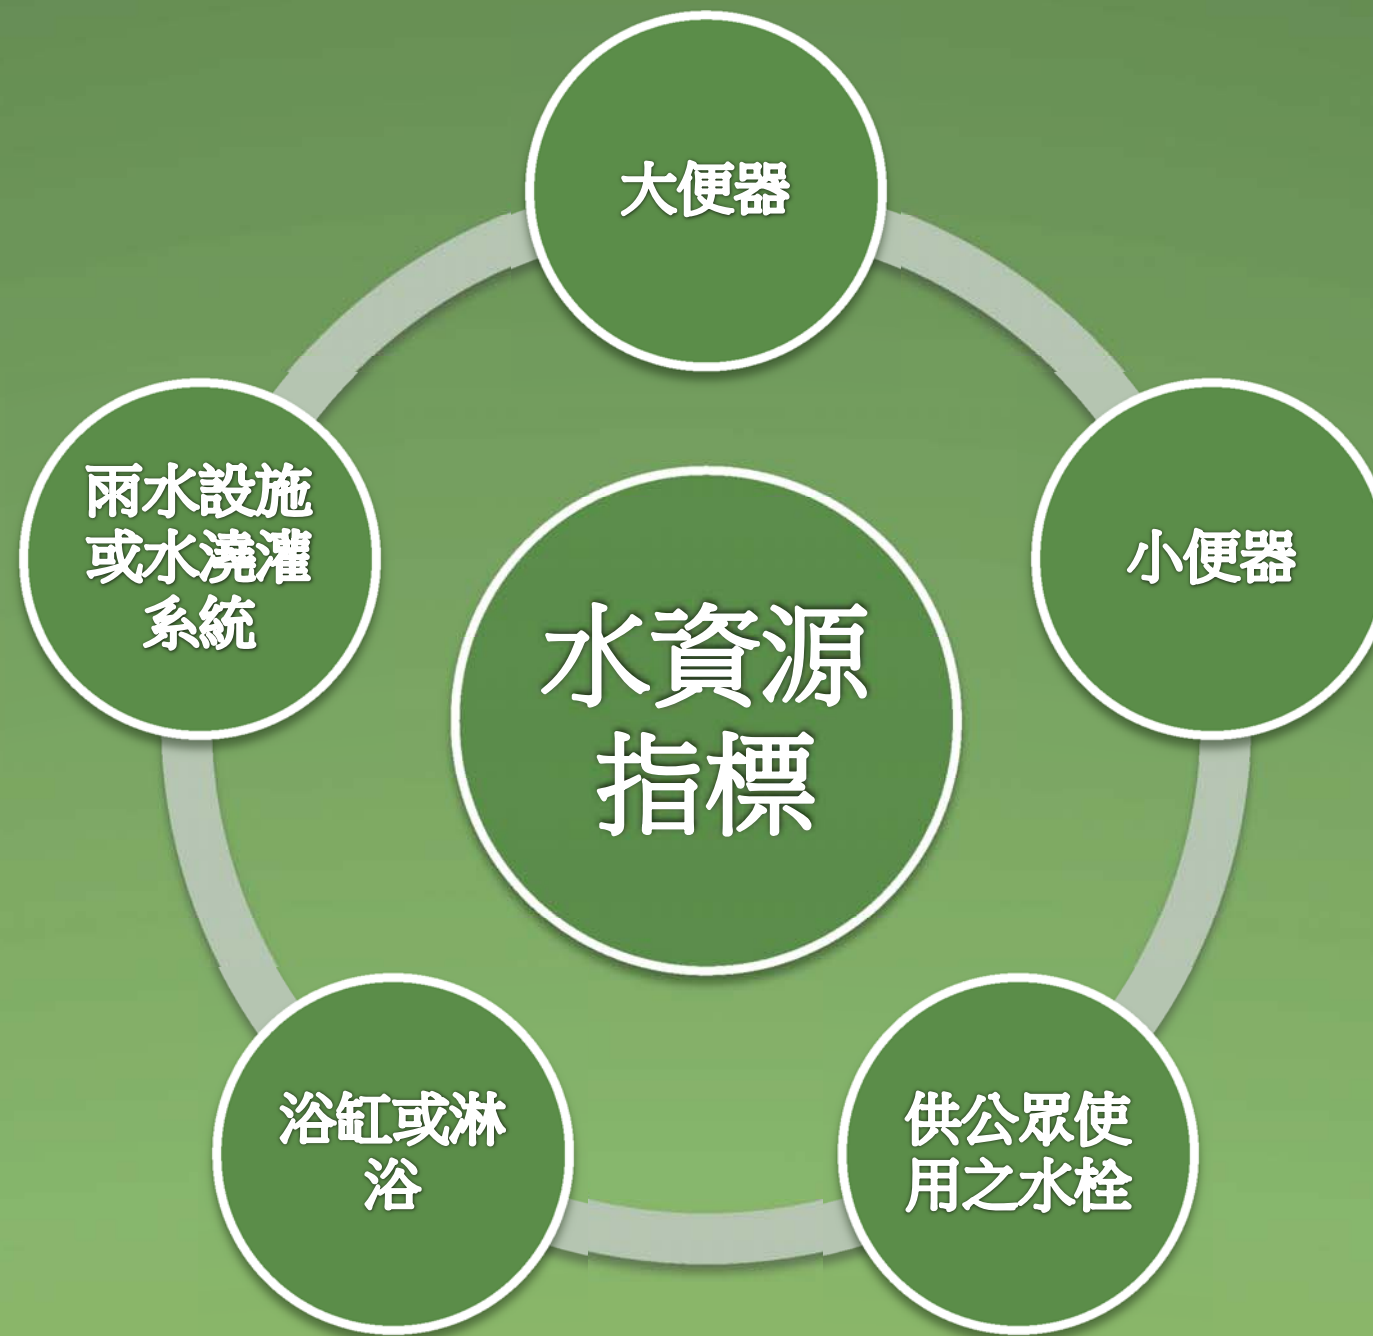 大便器
小便器
雨水設施
或水澆灌
系統
水資源
指標
供公眾使
用之水栓
浴缸或淋
浴